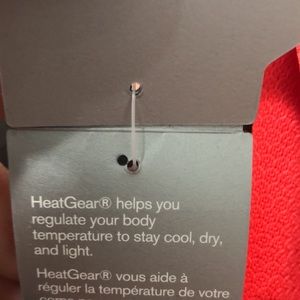 HeatGear® helps you
regulate your body
temperature to stay cool, dry,
and light.
HeatGear® vous aide à
réguler la température de votre